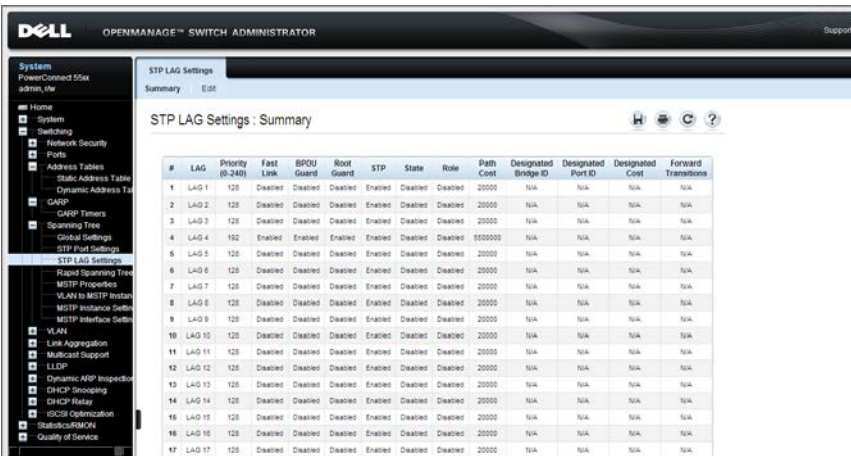 DELL
OPENMANAGE™ SWITCH ADMINISTRATOR
Support
System
PowerConnect 55xx
admin, r/w
Home
System
Switching
Network Security
Ports
Address Tables
Static Address Table
Dynamic Address Tal
GARP
GARP Timers
Spanning Tree
Global Settings
STP Port Settings
STP LAG Settings
Rapid Spanning Tree
MSTP Properties
VLAN to MSTP Instan
MSTP Instance Settin
MSTP Interface Settin
VLAN
Link Aggregation
Multicast Support
LLDP
Dynamic ARP Inspection
DHCP Snooping
DHCP Relay
iSCSI Optimization
Statistics/RMON
Quality of Service
STP LAG Settings
Summary Edit
STP LAG Settings : Summary
# LAG Priority (0-240) Fast Link BPDU Guard Root Guard STP State Role Path Cost Designated Bridge ID Designated Port ID Designated Cost Forward Transitions
1 LAG 1 128 Disabled Disabled Disabled Enabled Disabled Disabled 20000 N/A N/A N/A N/A
2 LAG 2 128 Disabled Disabled Disabled Enabled Disabled Disabled 20000 N/A N/A N/A N/A
3 LAG 3 128 Disabled Disabled Disabled Enabled Disabled Disabled 20000 N/A N/A N/A N/A
4 LAG 4 192 Enabled Enabled Enabled Enabled Disabled Disabled 5500000 N/A N/A N/A N/A
5 LAG 5 128 Disabled Disabled Disabled Enabled Disabled Disabled 20000 N/A N/A N/A N/A
6 LAG 6 128 Disabled Disabled Disabled Enabled Disabled Disabled 20000 N/A N/A N/A N/A
7 LAG 7 128 Disabled Disabled Disabled Enabled Disabled Disabled 20000 N/A N/A N/A N/A
8 LAG 8 128 Disabled Disabled Disabled Enabled Disabled Disabled 20000 N/A N/A N/A N/A
9 LAG 9 128 Disabled Disabled Disabled Enabled Disabled Disabled 20000 N/A N/A N/A N/A
10 LAG 10 128 Disabled Disabled Disabled Enabled Disabled Disabled 20000 N/A N/A N/A N/A
11 LAG 11 128 Disabled Disabled Disabled Enabled Disabled Disabled 20000 N/A N/A N/A N/A
12 LAG 12 128 Disabled Disabled Disabled Enabled Disabled Disabled 20000 N/A N/A N/A N/A
13 LAG 13 128 Disabled Disabled Disabled Enabled Disabled Disabled 20000 N/A N/A N/A N/A
14 LAG 14 128 Disabled Disabled Disabled Enabled Disabled Disabled 20000 N/A N/A N/A N/A
15 LAG 15 128 Disabled Disabled Disabled Enabled Disabled Disabled 20000 N/A N/A N/A N/A
16 LAG 16 128 Disabled Disabled Disabled Enabled Disabled Disabled 20000 N/A N/A N/A N/A
17 LAG 17 128 Disabled Disabled Disabled Enabled Disabled Disabled 20000 N/A N/A N/A N/A